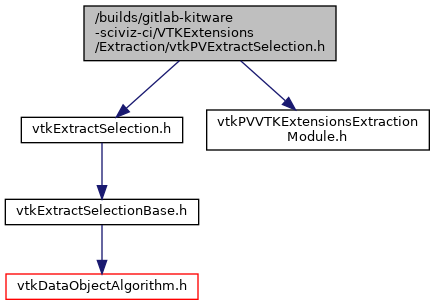 /builds/gitlab-kitware
-sciviz-ci/VTKExtensions
/Extraction/vtkPVExtractSelection.h
vtkExtractSelection.h
vtkPVVTKExtensionsExtraction
Module.h
vtkExtractSelectionBase.h
vtkDataObjectAlgorithm.h